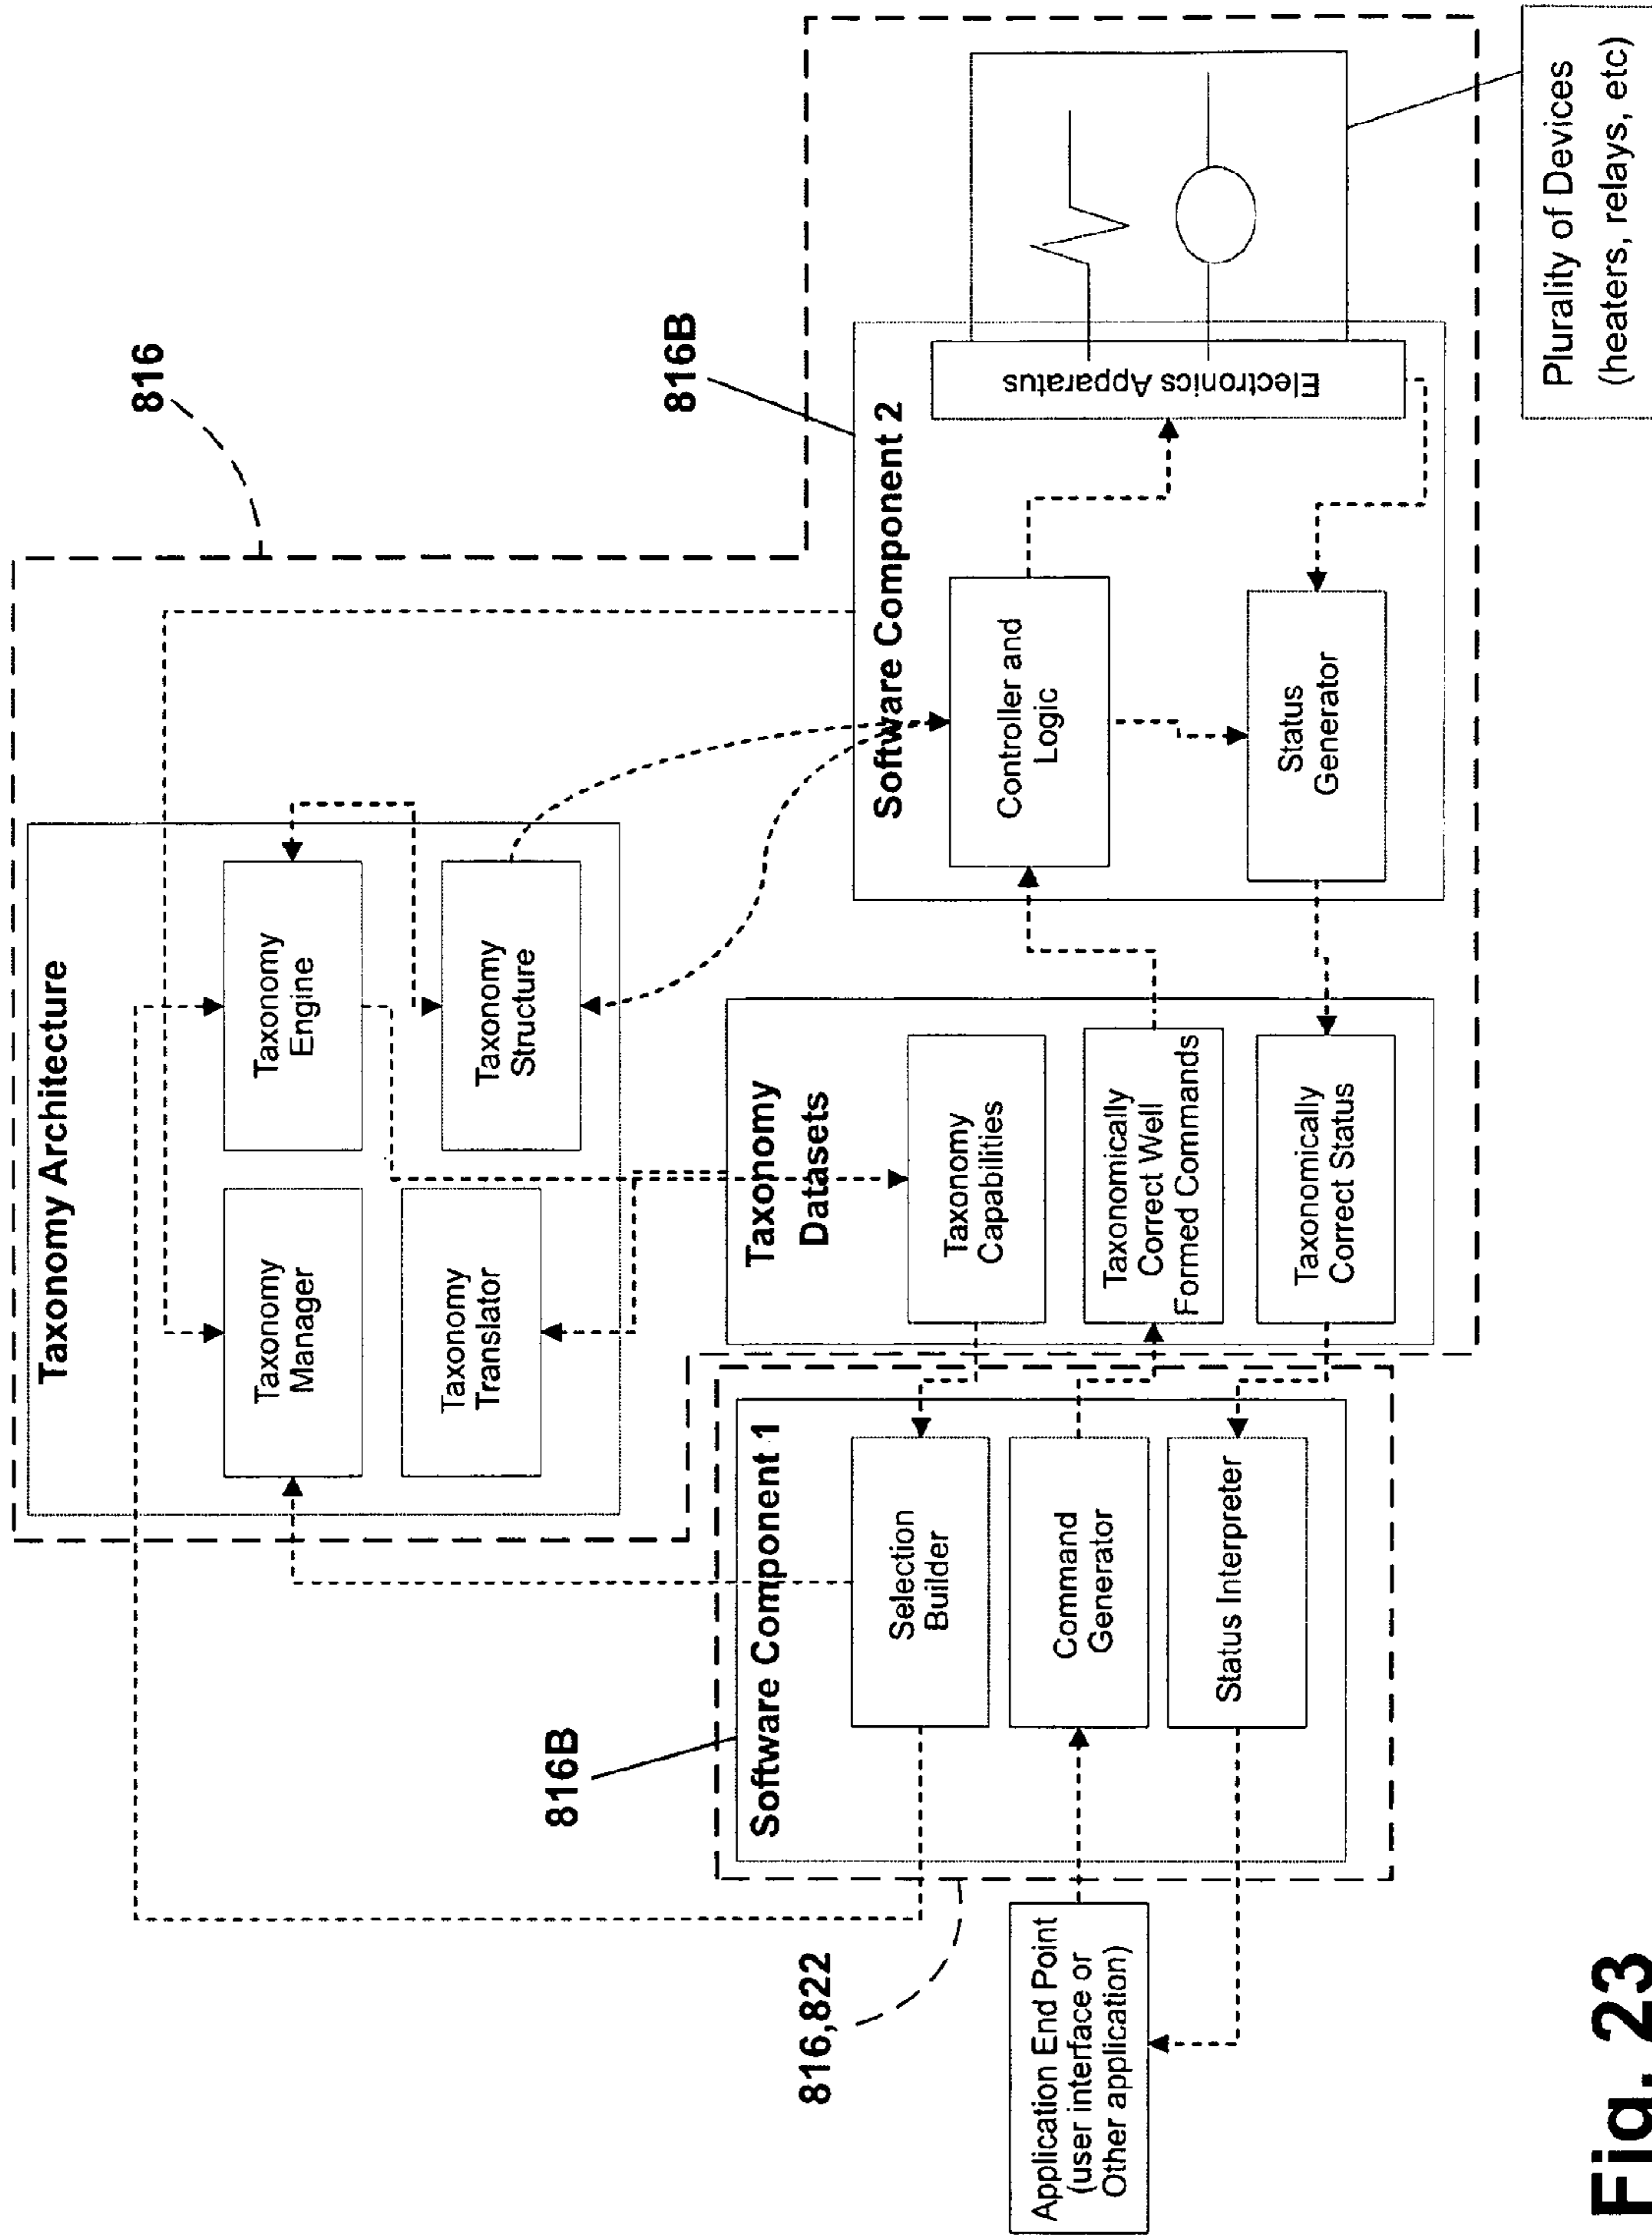 816
Taxonomy Architecture
Taxonomy
Manager
Taxonomy
Engine
Taxonomy
Translator
Taxonomy
Structure
816B
816B
816,822
Software Component 1
Selection
Builder
Command
Generator
Status Interpreter
Taxonomy
Datasets
Taxonomy
Capabilities
Taxonomically
Correct Well
Formed Commands
Taxonomically
Correct Status
Software Component 2
Controller and
Logic
Status
Generator
Electronics Apparatus
Application End Point
(user interface or
Other application)
Plurality of Devices
(heaters, relays, etc)
Fig. 23